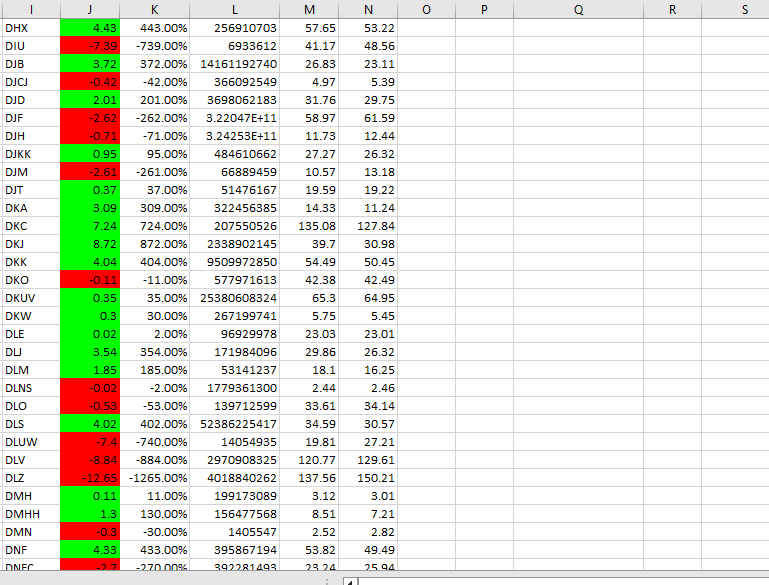 I J K L M N O P Q R S
DHX 4.43 443.00% 256910703 57.65 53.22
DIU -7.39 -739.00% 6933612 41.17 48.56
DJB 3.72 372.00% 14161192740 26.83 23.11
DJCJ -0.42 -42.00% 366092549 4.97 5.39
DJD 2.01 201.00% 3698062183 31.76 29.75
DJF -2.62 -262.00% 3.22047E+11 58.97 61.59
DJH -0.71 -71.00% 3.24253E+11 11.73 12.44
DJKK 0.95 95.00% 484610662 27.27 26.32
DJM -2.61 -261.00% 66889459 10.57 13.18
DJT 0.37 37.00% 51476167 19.59 19.22
DKA 3.09 309.00% 322456385 14.33 11.24
DKC 7.24 724.00% 207550526 135.08 127.84
DKJ 8.72 872.00% 2338902145 39.7 30.98
DKK 4.04 404.00% 9509972850 54.49 50.45
DKO -0.11 -11.00% 577971613 42.38 42.49
DKUV 0.35 35.00% 25380608324 65.3 64.95
DKW 0.3 30.00% 267199741 5.75 5.45
DLE 0.02 2.00% 96929978 23.03 23.01
DLJ 3.54 354.00% 171984096 29.86 26.32
DLM 1.85 185.00% 53141237 18.1 16.25
DLNS -0.02 -2.00% 1779361300 2.44 2.46
DLO -0.53 -53.00% 139712599 33.61 34.14
DLS 4.02 402.00% 52386225417 34.59 30.57
DLUW -7.4 -740.00% 14054935 19.81 27.21
DLV -8.84 -884.00% 2970908325 120.77 129.61
DLZ -12.65 -1265.00% 4018840262 137.56 150.21
DMH 0.11 11.00% 199173089 3.12 3.01
DMHH 1.3 130.00% 156477568 8.51 7.21
DMN -0.3 -30.00% 1405547 2.52 2.82
DNF 4.33 433.00% 395867194 53.82 49.49
DNFC -2.7 -270.00% 392281493 23.24 25.94